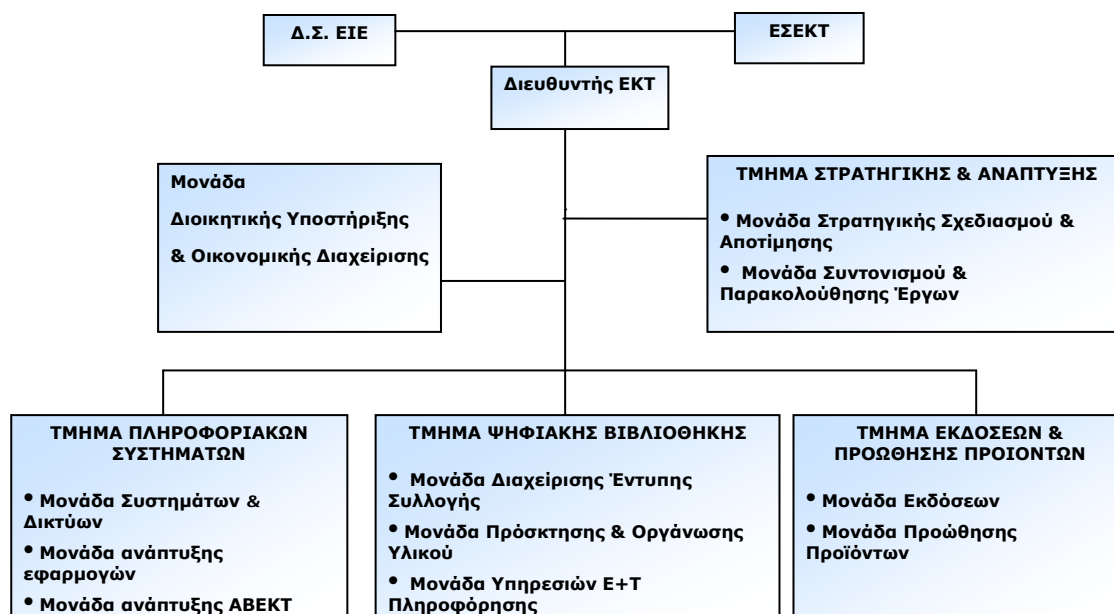 Δ.Σ. ΕΙΕ
ΕΣΕΚΤ
Διευθυντής ΕΚΤ
Μονάδα
Διοικητικής Υποστήριξης
& Οικονομικής Διαχείρισης
ΤΜΗΜΑ ΣΤΡΑΤΗΓΙΚΗΣ & ΑΝΑΠΤΥΞΗΣ
• Μονάδα Στρατηγικής Σχεδιασμού &
Αποτίμησης
• Μονάδα Συντονισμού &
Παρακολούθησης Έργων
ΤΜΗΜΑ ΠΛΗΡΟΦΟΡΙΑΚΩΝ
ΣΥΣΤΗΜΑΤΩΝ
• Μονάδα Συστημάτων &
Δικτύων
• Μονάδα ανάπτυξης
εφαρμογών
• Μονάδα ανάπτυξης ΑΒΕΚΤ
ΤΜΗΜΑ ΨΗΦΙΑΚΗΣ ΒΙΒΛΙΟΘΗΚΗΣ
• Μονάδα Διαχείρισης Έντυπης
Συλλογής
• Μονάδα Πρόσκτησης & Οργάνωσης
Υλικού
• Μονάδα Υπηρεσιών Ε+Τ
Πληροφόρησης
ΤΜΗΜΑ ΕΚΔΟΣΕΩΝ &
ΠΡΟΩΘΗΣΗΣ ΠΡΟΙΟΝΤΩΝ
• Μονάδα Εκδόσεων
• Μονάδα Προώθησης
Προϊόντων